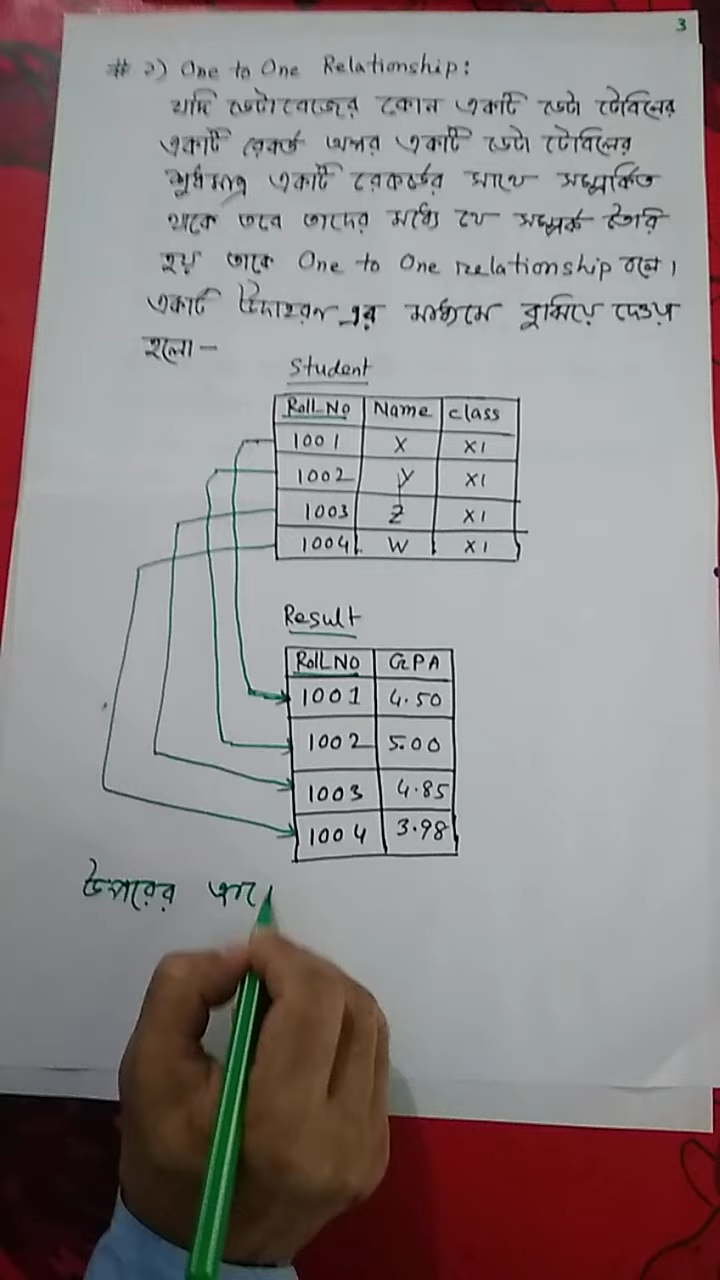 3
# ১) One to One Relationship:
যদি ডেটাবেজের কোন একটি ডেটা টেবিলের
একটি রেকর্ড অপর একটি ডেটা টেবিলের
শুধুমাত্র একটি রেকর্ডের সাথে সম্পর্কিত
থাকে তবে তাদের মধ্যে যে সম্পর্ক তৈরি
হয় তাকে One to One relationship বলে।
একটি উদাহরন এর মাধ্যমে বুঝিয়ে দেওয়া
হলো-
Student
Roll No Name class
1001 X XI
1002 Y XI
1003 Z XI
1004 W XI
Result
Roll No GPA
1001 4.50
1002 5.00
1003 4.85
1004 3.98
উপরের